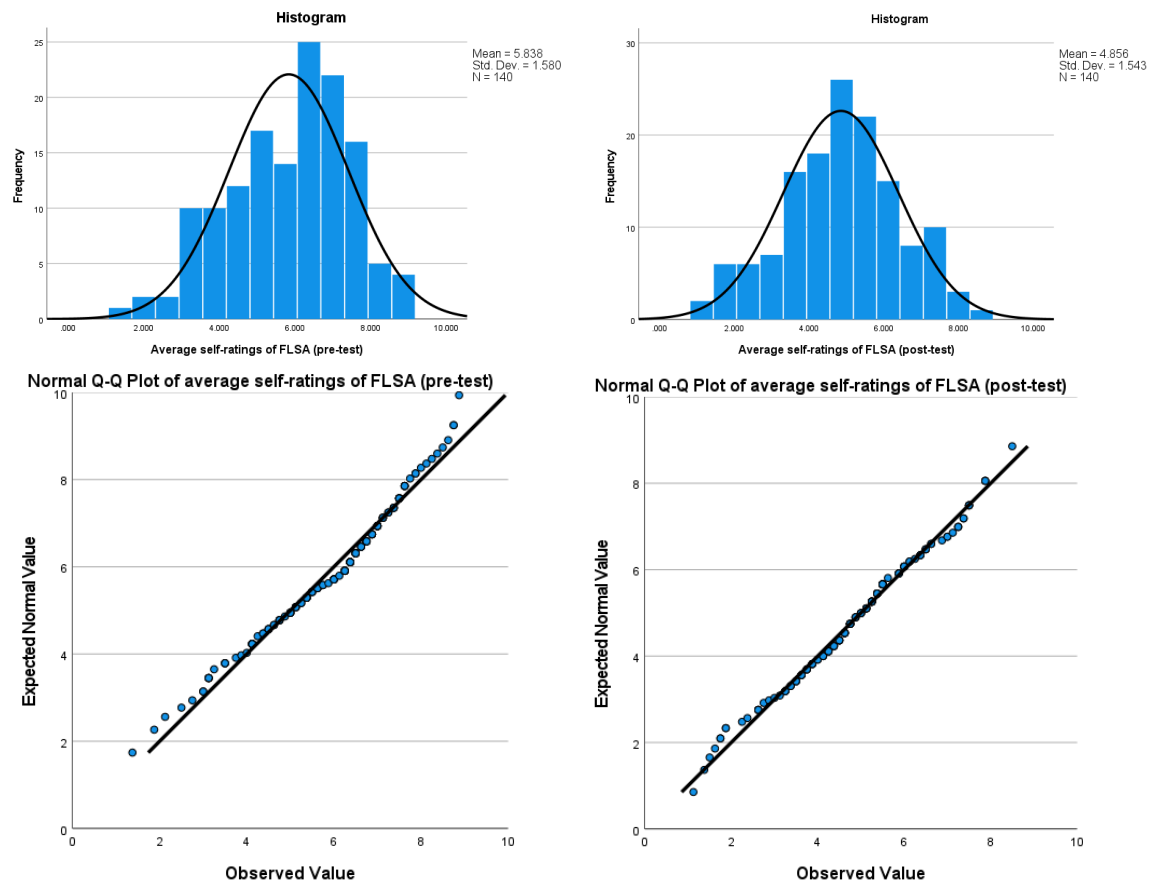 Histogram
Mean = 5.838
Std. Dev. = 1.580
N = 140
25
20
15
10
5
0
Frequency
.000 2.000 4.000 6.000 8.000 10.000
Average self-ratings of FLSA (pre-test)
Histogram
Mean = 4.856
Std. Dev. = 1.543
N = 140
30
20
10
0
Frequency
.000 2.000 4.000 6.000 8.000 10.000
Average self-ratings of FLSA (post-test)
Normal Q-Q Plot of average self-ratings of FLSA (pre-test)
10
8
6
4
2
0
Expected Normal Value
0 2 4 6 8 10
Observed Value
Normal Q-Q Plot of average self-ratings of FLSA (post-test)
10
8
6
4
2
0
Expected Normal Value
0 2 4 6 8 10
Observed Value